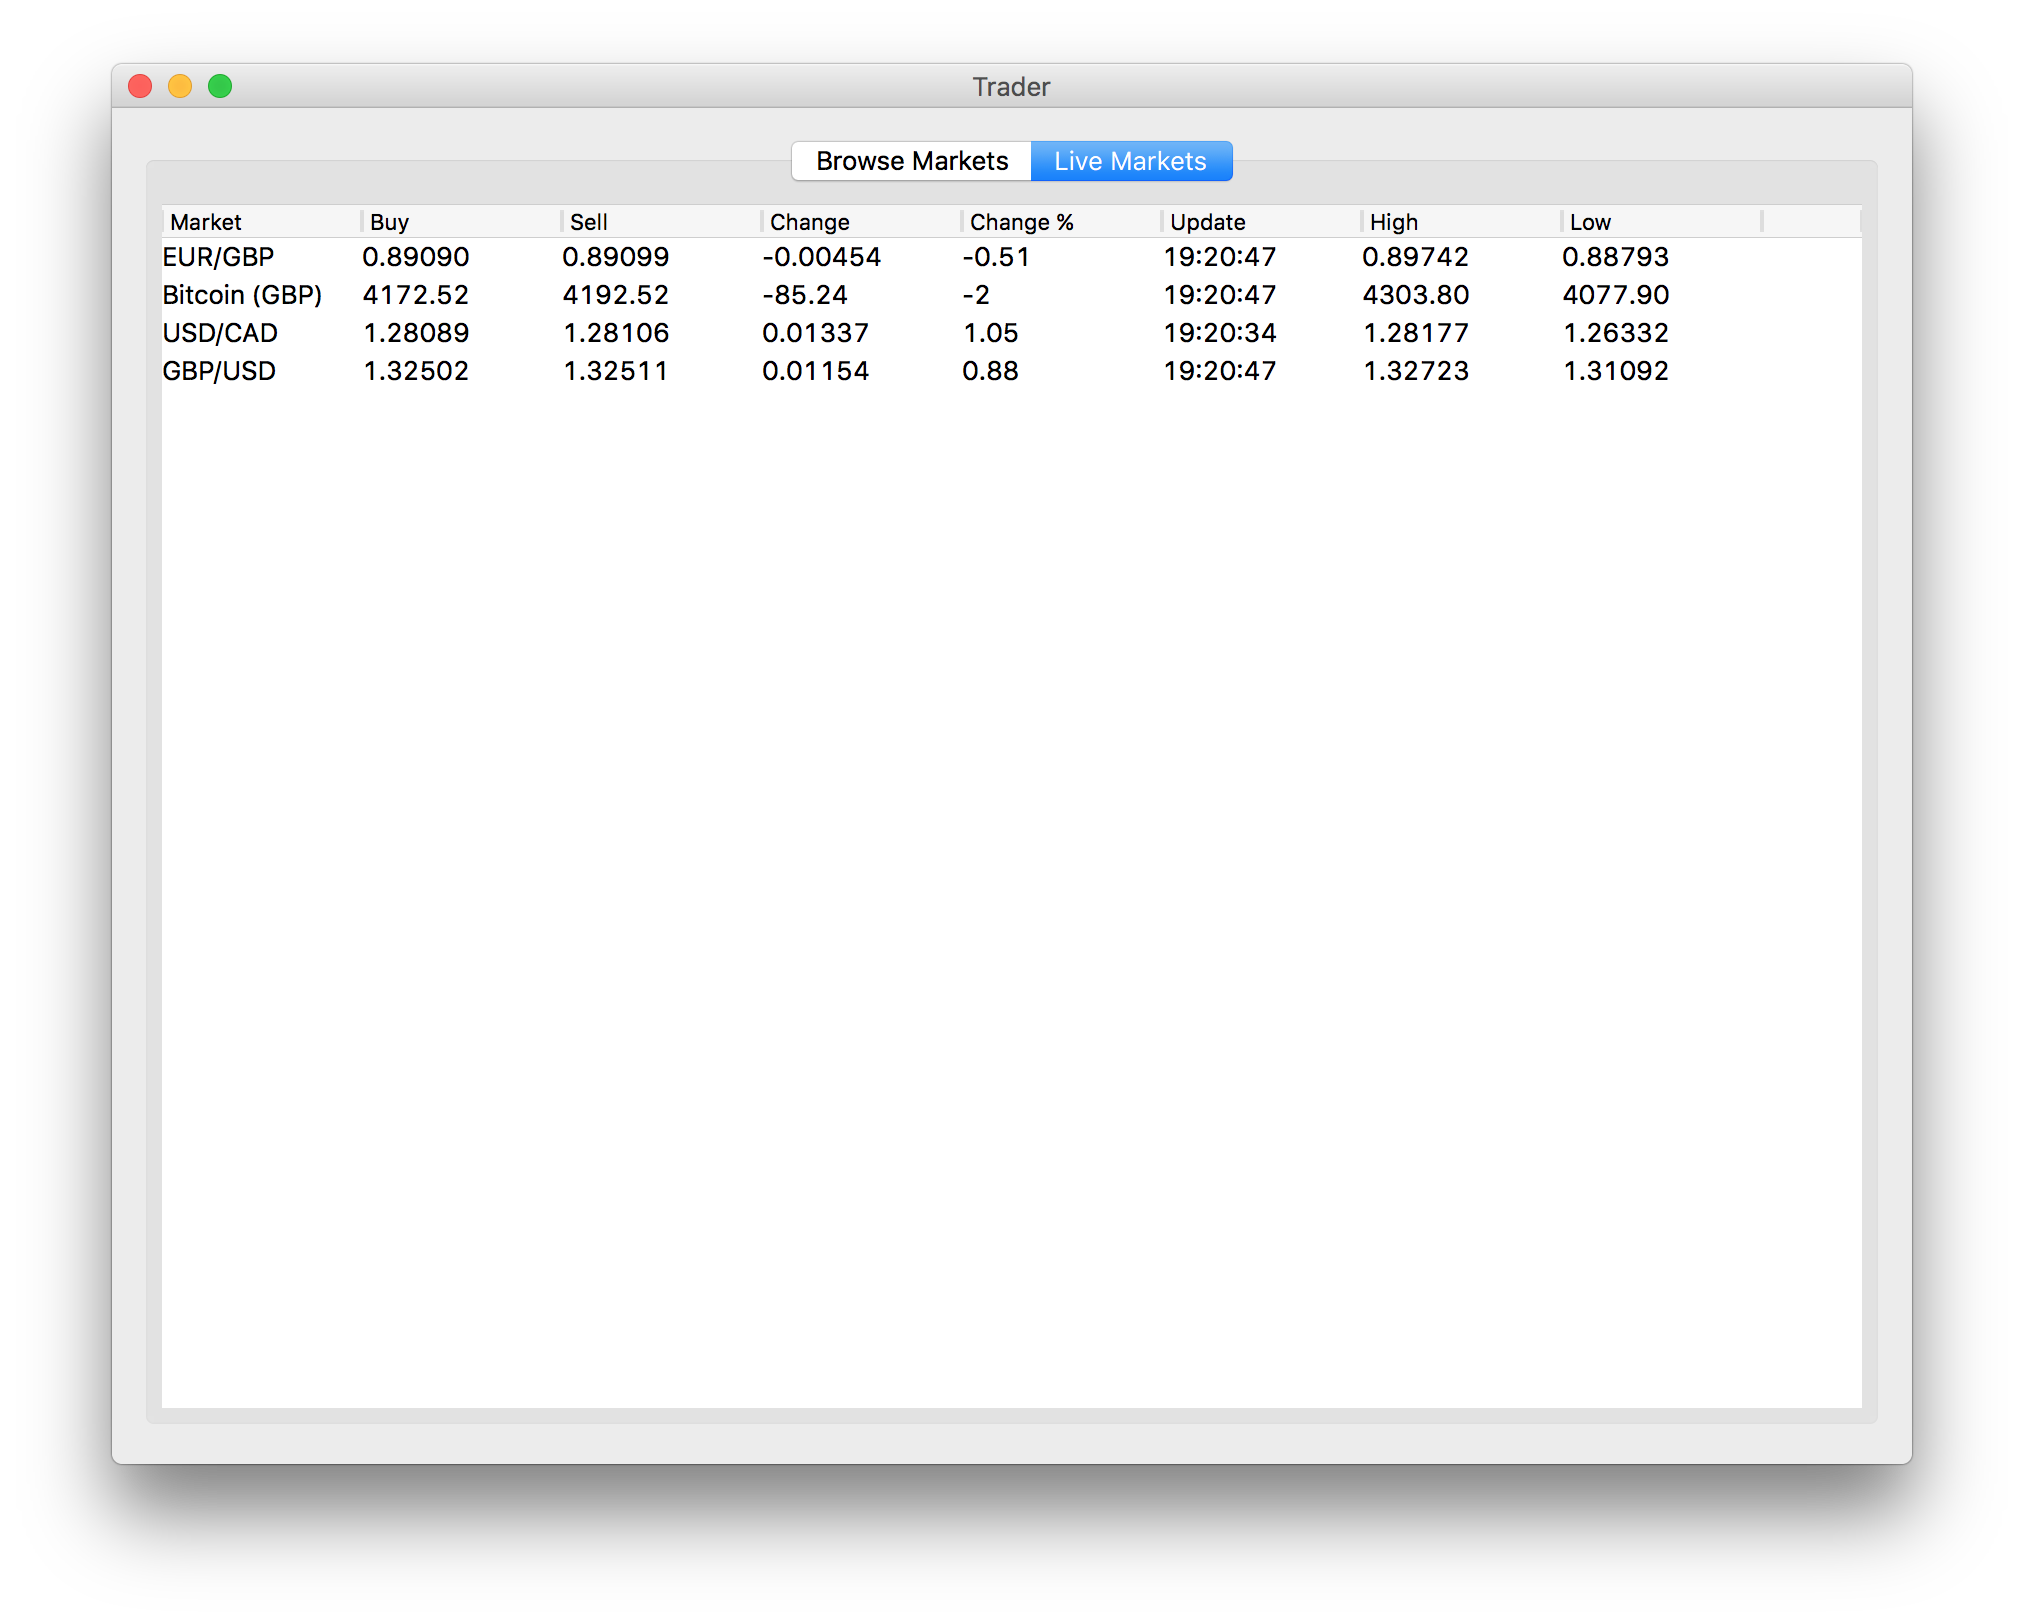 Trader
Browse Markets Live Markets
Market Buy Sell Change Change % Update High Low
EUR/GBP 0.89090 0.89099 -0.00454 -0.51 19:20:47 0.89742 0.88793
Bitcoin (GBP) 4172.52 4192.52 -85.24 -2 19:20:47 4303.80 4077.90
USD/CAD 1.28089 1.28106 0.01337 1.05 19:20:34 1.28177 1.26332
GBP/USD 1.32502 1.32511 0.01154 0.88 19:20:47 1.32723 1.31092